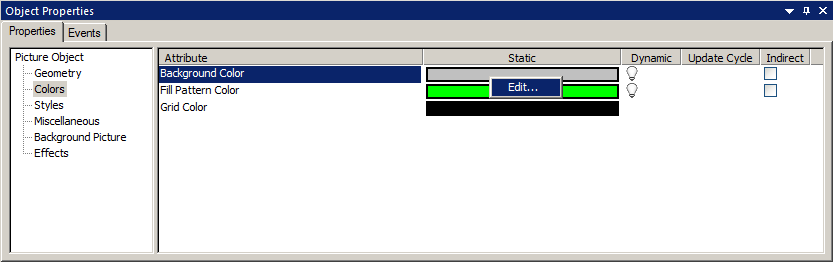 Object Properties
Properties Events
Picture Object
Geometry
Colors
Styles
Miscellaneous
Background Picture
Effects
Attribute Static Dynamic Update Cycle Indirect
Background Color
Fill Pattern Color
Grid Color
Edit...